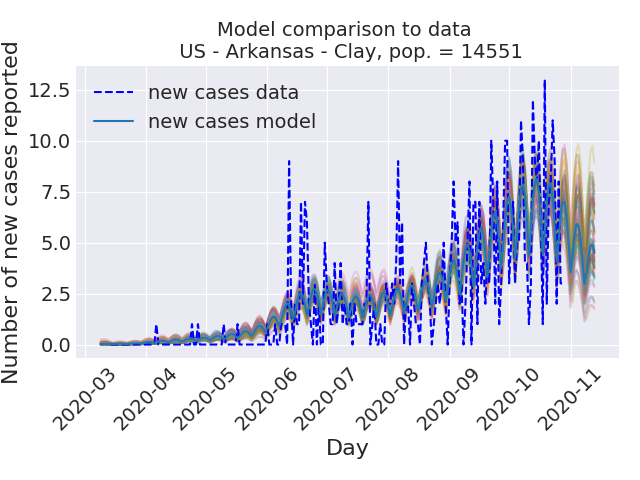 Model comparison to data
US - Arkansas - Clay, pop. = 14551
Number of new cases reported
12.5
10.0
7.5
5.0
2.5
0.0
new cases data
new cases model
2020-03
2020-04
2020-05
2020-06
2020-07
2020-08
2020-09
2020-10
2020-11
Day